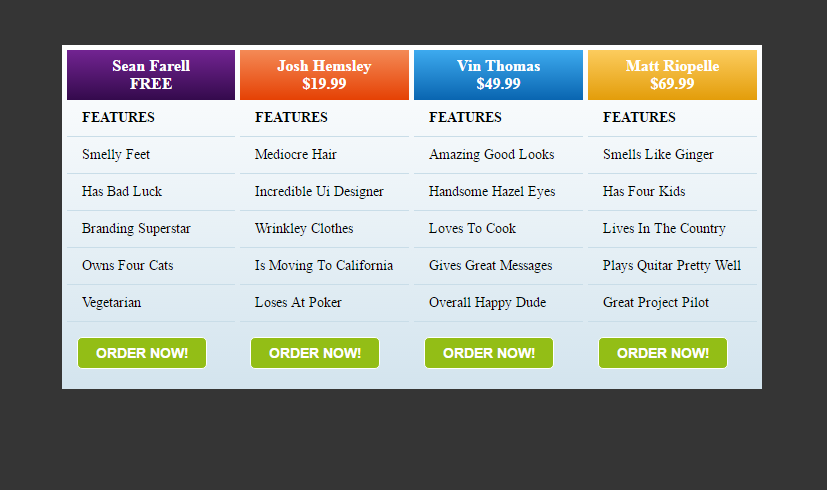 Sean Farell
FREE
FEATURES
Smelly Feet
Has Bad Luck
Branding Superstar
Owns Four Cats
Vegetarian
ORDER NOW!
Josh Hemsley
$19.99
FEATURES
Mediocre Hair
Incredible Ui Designer
Wrinkley Clothes
Is Moving To California
Loses At Poker
ORDER NOW!
Vin Thomas
$49.99
FEATURES
Amazing Good Looks
Handsome Hazel Eyes
Loves To Cook
Gives Great Messages
Overall Happy Dude
ORDER NOW!
Matt Riopelle
$69.99
FEATURES
Smells Like Ginger
Has Four Kids
Lives In The Country
Plays Quitar Pretty Well
Great Project Pilot
ORDER NOW!